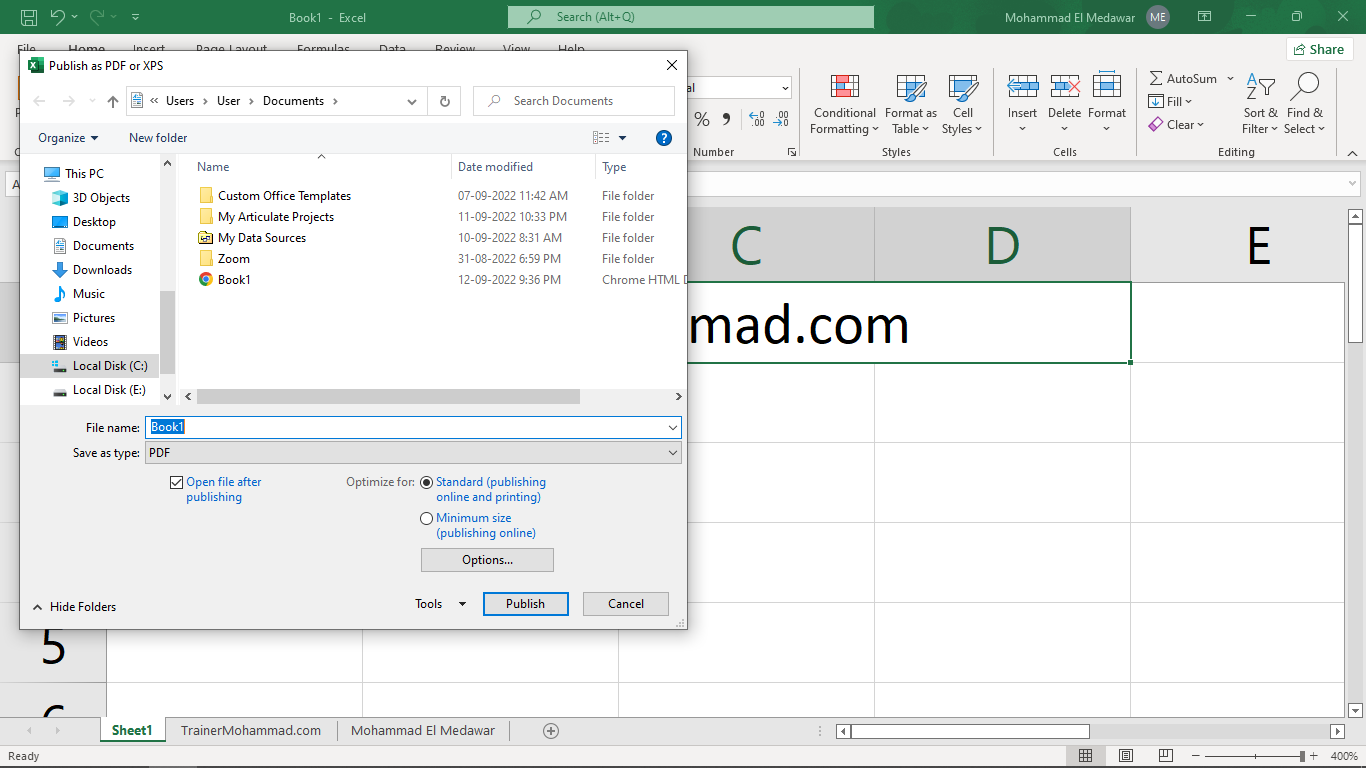 Book1 - Excel
Search (Alt+Q)
Mohammad El Medawar
ME
File Home Insert Page Layout Formulas Data Review View Help
Share
Publish as PDF or XPS
Users
User
Documents
Search Documents
Organize
New folder
This PC
3D Objects
Desktop
Documents
Downloads
Music
Pictures
Videos
Local Disk (C:)
Local Disk (E:)
Name Date modified Type
Custom Office Templates 07-09-2022 11:42 AM File folder
My Articulate Projects 11-09-2022 10:33 PM File folder
My Data Sources 10-09-2022 8:31 AM File folder
Zoom 31-08-2022 6:59 PM File folder
Book1 12-09-2022 9:36 PM Chrome HTML D
File name: Book1
Save as type: PDF
Open file after
publishing
Optimize for:
Standard (publishing
online and printing)
Minimum size
(publishing online)
Options...
Hide Folders
Tools
Publish
Cancel
al
%
Number
Conditional
Formatting
Format as
Table
Cell
Styles
Styles
Insert
Delete
Format
Cells
AutoSum
Fill
Clear
Sort &
Filter
Find &
Select
Editing
C D E
mad.com
5
6
Sheet1 TrainerMohammad.com Mohammad El Medawar
Ready
400%